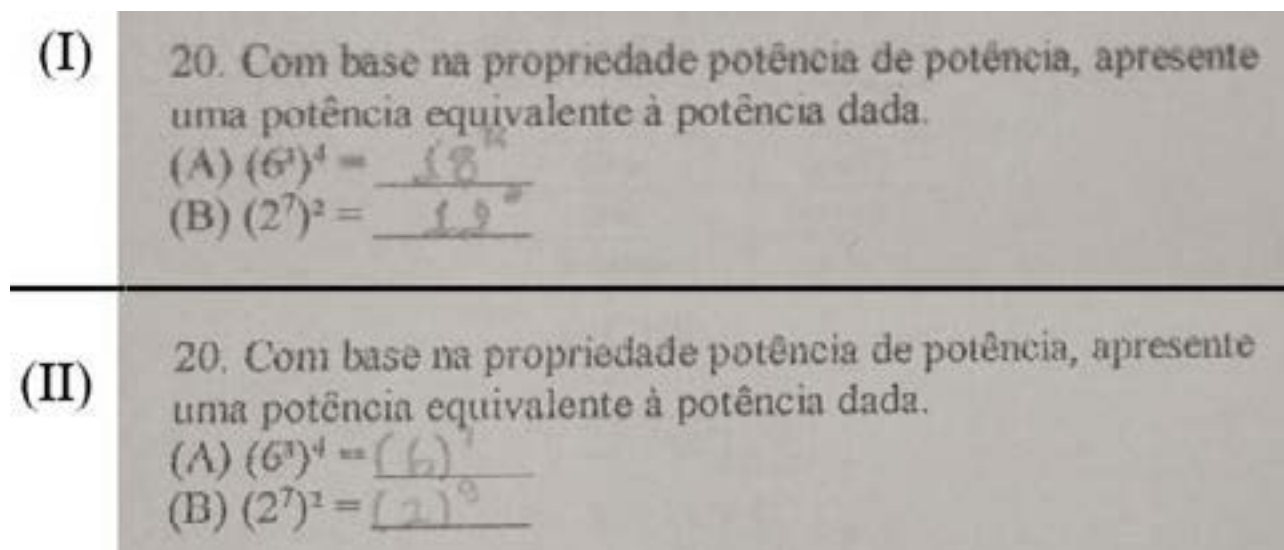 (I)
20. Com base na propriedade potência de potência, apresente
uma potência equivalente à potência dada.
(A) (6³)⁴ = 18
(B) (2⁷)² =
(II)
20. Com base na propriedade potência de potência, apresente
uma potência equivalente à potência dada.
(A) (6³)⁴ = (6)⁷
(B) (2⁷)² = (2)⁹